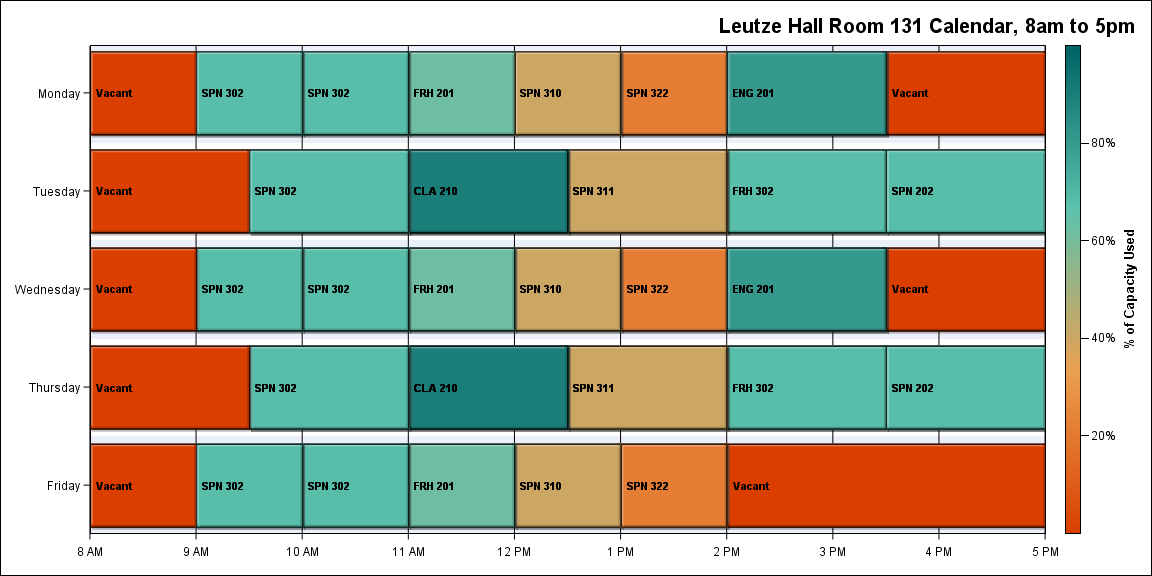 Leutze Hall Room 131 Calendar, 8am to 5pm
Monday
Vacant SPN 302 SPN 302 FRH 201 SPN 310 SPN 322 ENG 201 Vacant
Tuesday
Vacant SPN 302 CLA 210 SPN 311 FRH 302 SPN 202
Wednesday
Vacant SPN 302 SPN 302 FRH 201 SPN 310 SPN 322 ENG 201 Vacant
Thursday
Vacant SPN 302 CLA 210 SPN 311 FRH 302 SPN 202
Friday
Vacant SPN 302 SPN 302 FRH 201 SPN 310 SPN 322 Vacant
8 AM 9 AM 10 AM 11 AM 12 PM 1 PM 2 PM 3 PM 4 PM 5 PM
80%
60%
40%
20%
% of Capacity Used